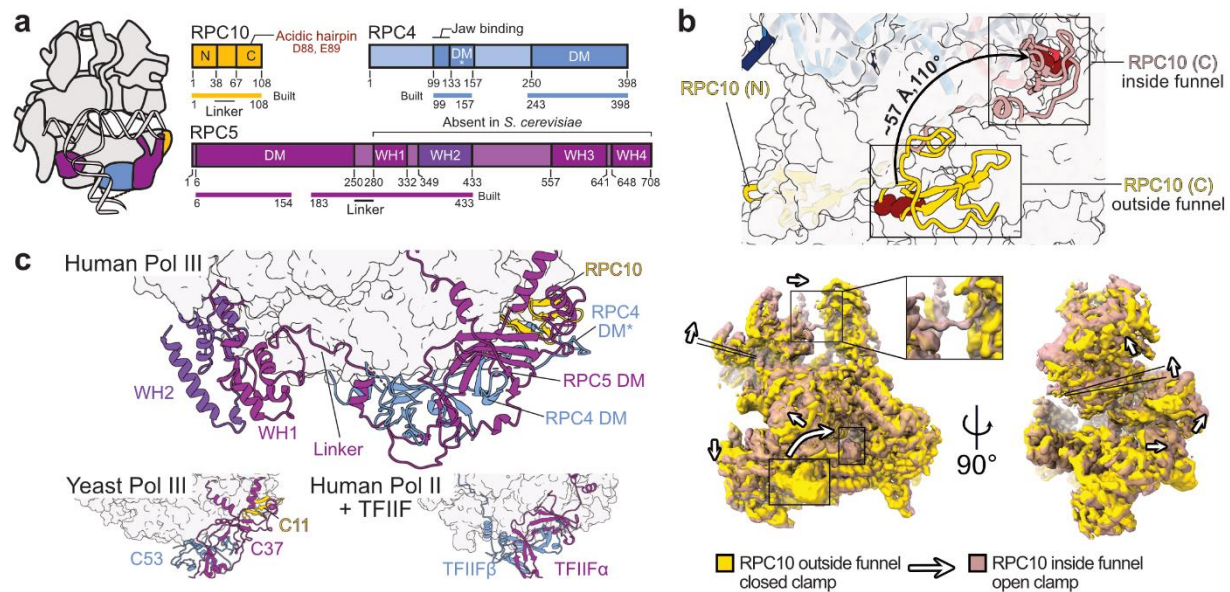 a
RPC10
N
C
Acidic hairpin
D88, E89
1 38 67 108
1 108
Built
Linker
RPC4
Jaw binding
DM
*
DM
1 99 133 157 250 398
Built
99 157 243 398
RPC5
Absent in S. cerevisiae
DM WH1 WH2 WH3 WH4
1 6 250 280 332 349 433 557 641 648 708
6 154 183 433
Built
Linker
b
RPC10 (N)
~57 Å,110°
RPC10 (C)
inside funnel
RPC10 (C)
outside funnel
90°
RPC10 outside funnel
closed clamp
RPC10 inside funnel
open clamp
c
Human Pol III
RPC10
RPC4
DM*
RPC5 DM
RPC4 DM
WH2
WH1
Linker
Yeast Pol III
C11
C37
C53
Human Pol II
+ TFIIF
TFIIFβ
TFIIFα